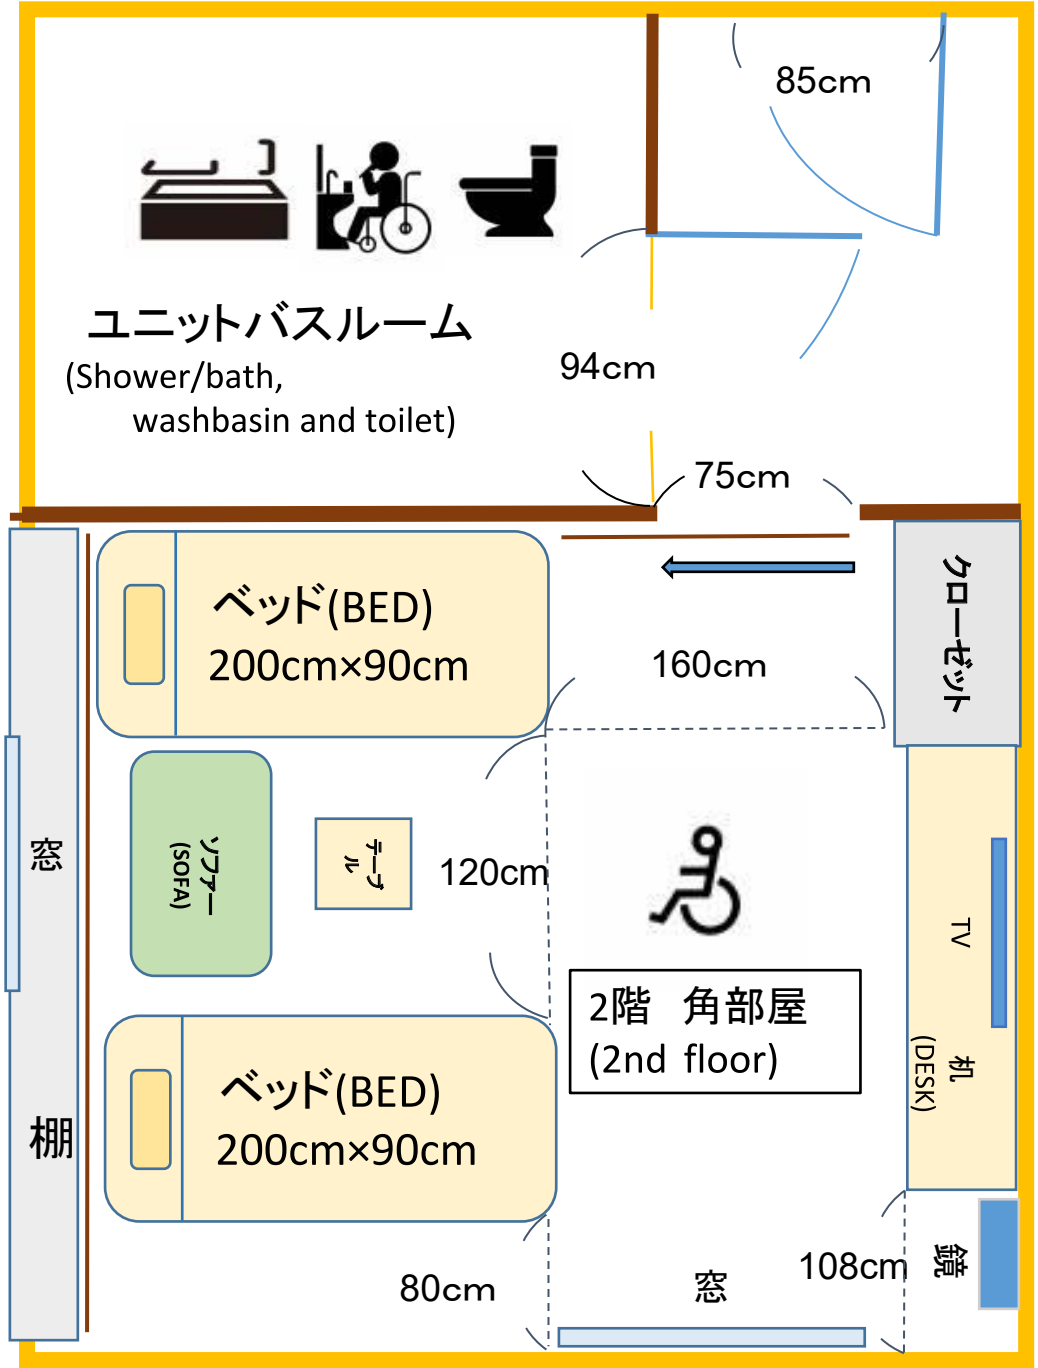 85cm
ユニットバスルーム
(Shower/bath,
washbasin and toilet)
94cm
75cm
ベッド(BED)
200cm×90cm
160cm
クローゼット
窓
ソファー
(SOFA)
テーブ
ル
120cm
TV
2階　角部屋
(2nd floor)
机
(DESK)
棚
ベッド(BED)
200cm×90cm
80cm
窓
108cm
鏡